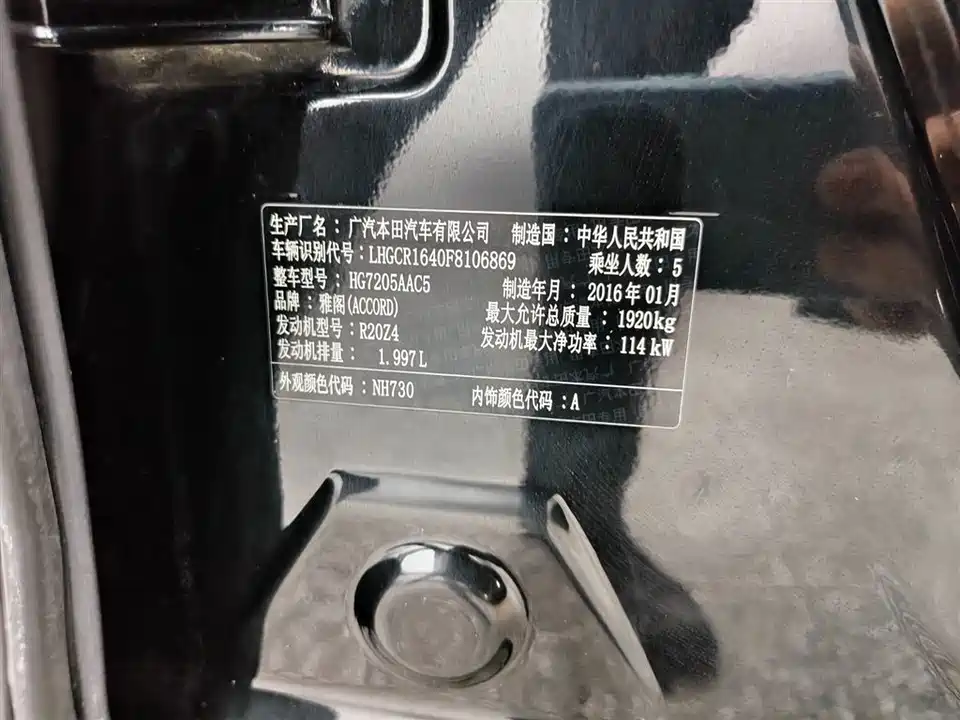 生产厂名：广汽本田汽车有限公司 制造国：中华人民共和国
车辆识别代号：LHGCR1640F8106869 乘坐人数：5
整车型号：HG7205AAC5 制造年月：2016年01月
品牌：雅阁(ACCORD) 最大允许总质量：1920kg
发动机型号：R20Z4 发动机最大净功率：114kW
发动机排量：1.997L
外观颜色代码：NH730 内饰颜色代码：A